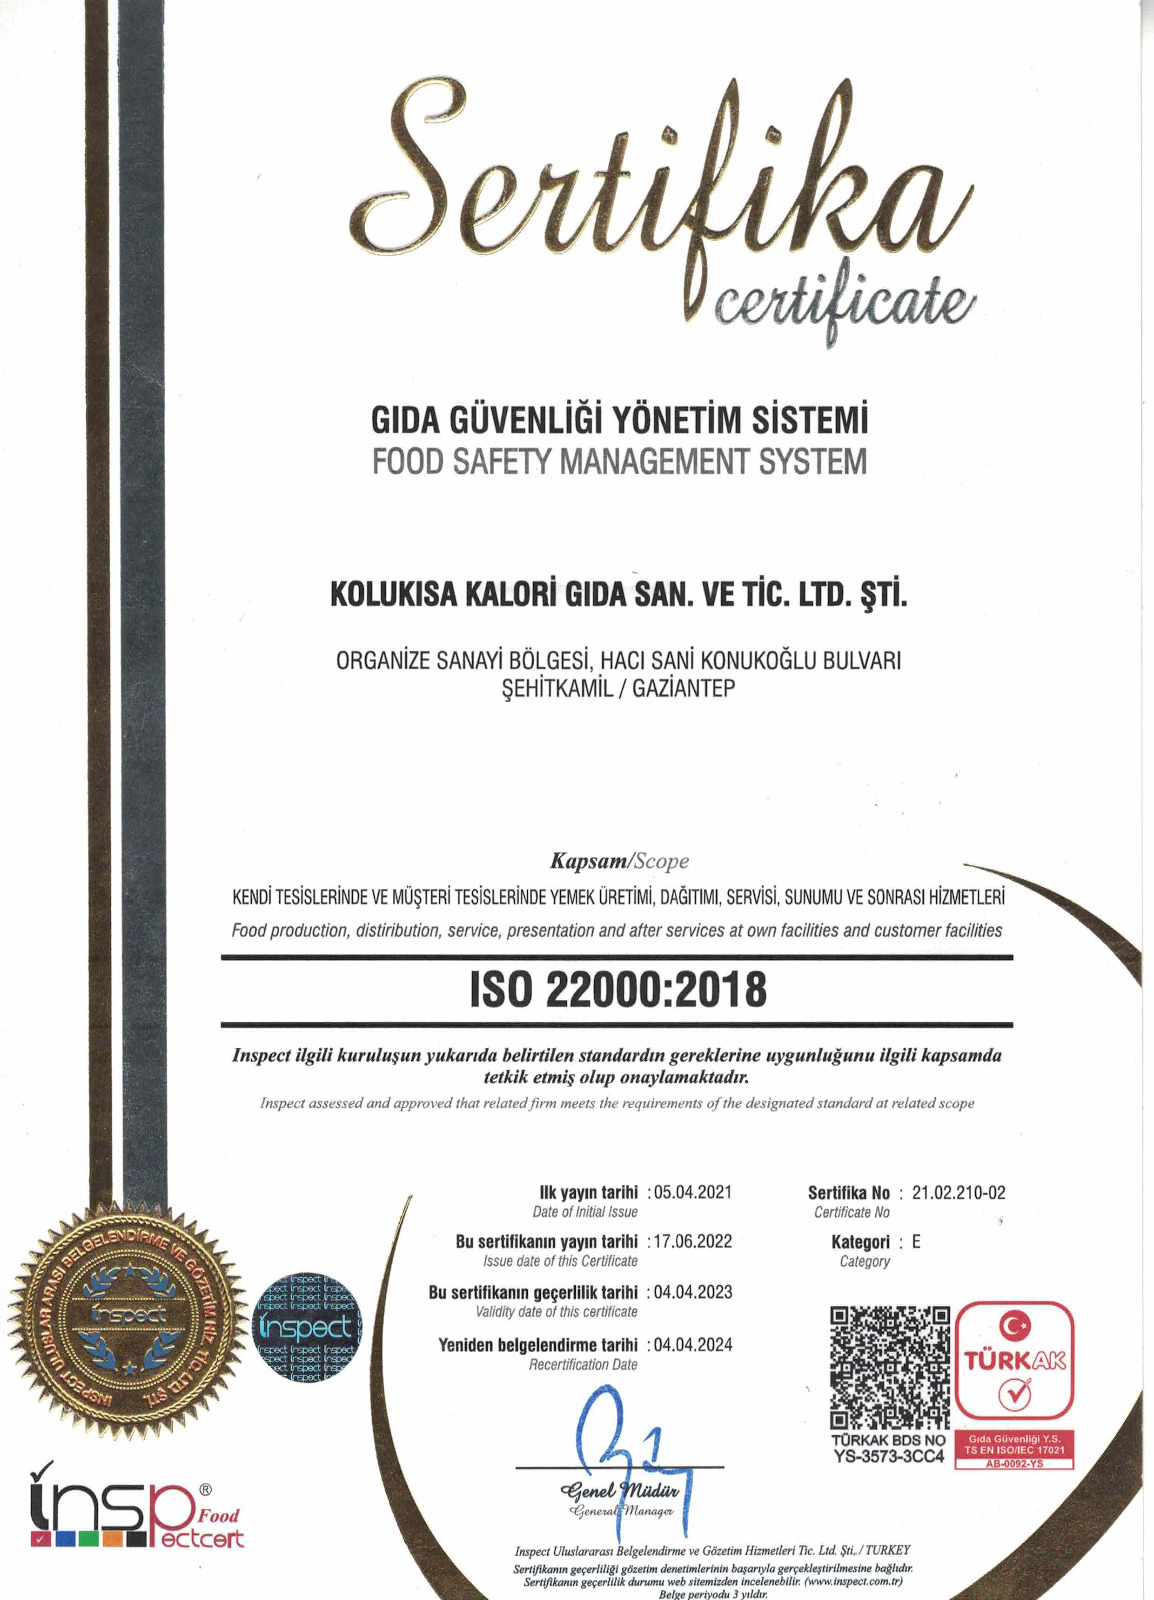 Sertifika
certificate
GIDA GÜVENLİĞİ YÖNETİM SİSTEMİ
FOOD SAFETY MANAGEMENT SYSTEM
KOLUKISA KALORİ GIDA SAN. VE TİC. LTD. ŞTİ.
ORGANİZE SANAYİ BÖLGESİ, HACI SANİ KONUKOĞLU BULVARI
ŞEHİTKAMİL / GAZİANTEP
Kapsam/Scope
KENDİ TESİSLERİNDE VE MÜŞTERİ TESİSLERİNDE YEMEK ÜRETİMİ, DAĞITIMI, SERVİSİ, SUNUMU VE SONRASI HİZMETLERİ
Food production, distiribution, service, presentation and after services at own facilities and customer facilities
ISO 22000:2018
Inspect ilgili kuruluşun yukarıda belirtilen standardın gereklerine uygunluğunu ilgili kapsamda
tetkik etmiş olup onaylamaktadır.
Inspect assessed and approved that related firm meets the requirements of the designated standard at related scope
Ilk yayın tarihi : 05.04.2021
Date of Initial Issue
Bu sertifikanın yayın tarihi : 17.06.2022
Issue date of this Certificate
Bu sertifikanın geçerlilik tarihi : 04.04.2023
Validity date of this certificate
Yeniden belgelendirme tarihi : 04.04.2024
Recertification Date
Sertifika No : 21.02.210-02
Certificate No
Kategori : E
Category
INSPECT ULUSLARARASI BELGELENDİRME VE GÖZETİM HİZ. TİC. LTD. ŞTİ.
inspect
inspect
TÜRKAK
TÜRKAK BDS NO
YS-3573-3CC4
Gıda Güvenliği Y.S.
TS EN ISO/IEC 17021
AB-0092-YS
Genel Müdür
General Manager
inspectcert® Food
Inspect Uluslararası Belgelendirme ve Gözetim Hizmetleri Tic. Ltd. Şti. / TURKEY
Sertifikanın geçerliliği gözetim denetimlerinin başarıyla gerçekleştirilmesine bağlıdır.
Sertifikanın geçerlilik durumu web sitemizden incelenebilir. (www.inspect.com.tr)
Belge periyodu 3 yıldır.